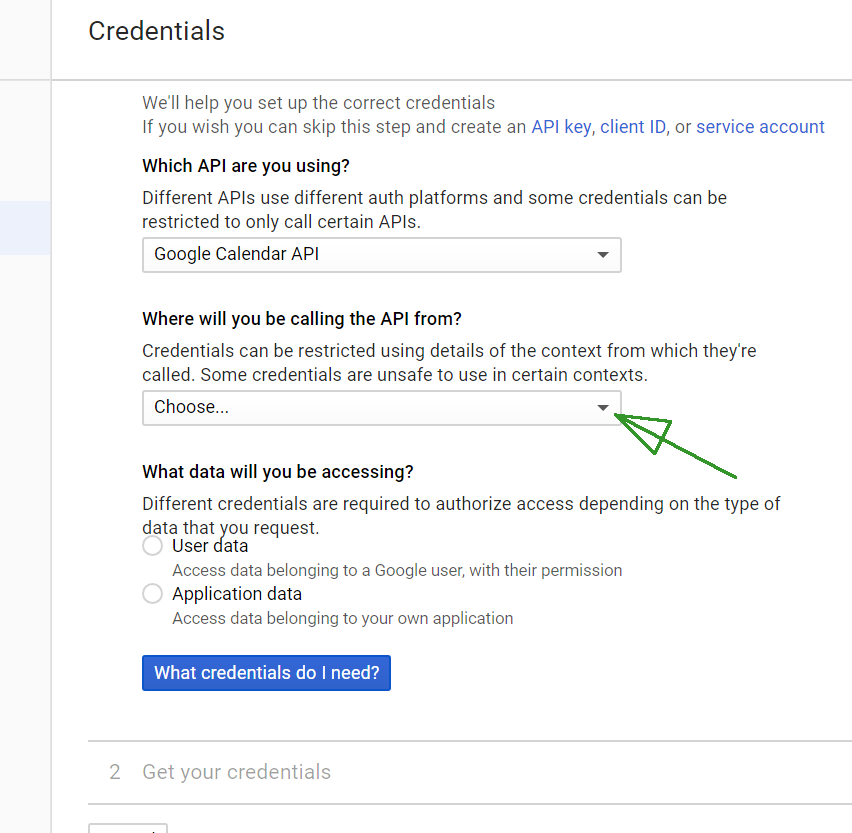 Credentials
We'll help you set up the correct credentials
If you wish you can skip this step and create an API key, client ID, or service account
Which API are you using?
Different APIs use different auth platforms and some credentials can be
restricted to only call certain APIs.
Google Calendar API
Where will you be calling the API from?
Credentials can be restricted using details of the context from which they're
called. Some credentials are unsafe to use in certain contexts.
Choose...
What data will you be accessing?
Different credentials are required to authorize access depending on the type of
data that you request.
User data
Access data belonging to a Google user, with their permission
Application data
Access data belonging to your own application
What credentials do I need?
2 Get your credentials